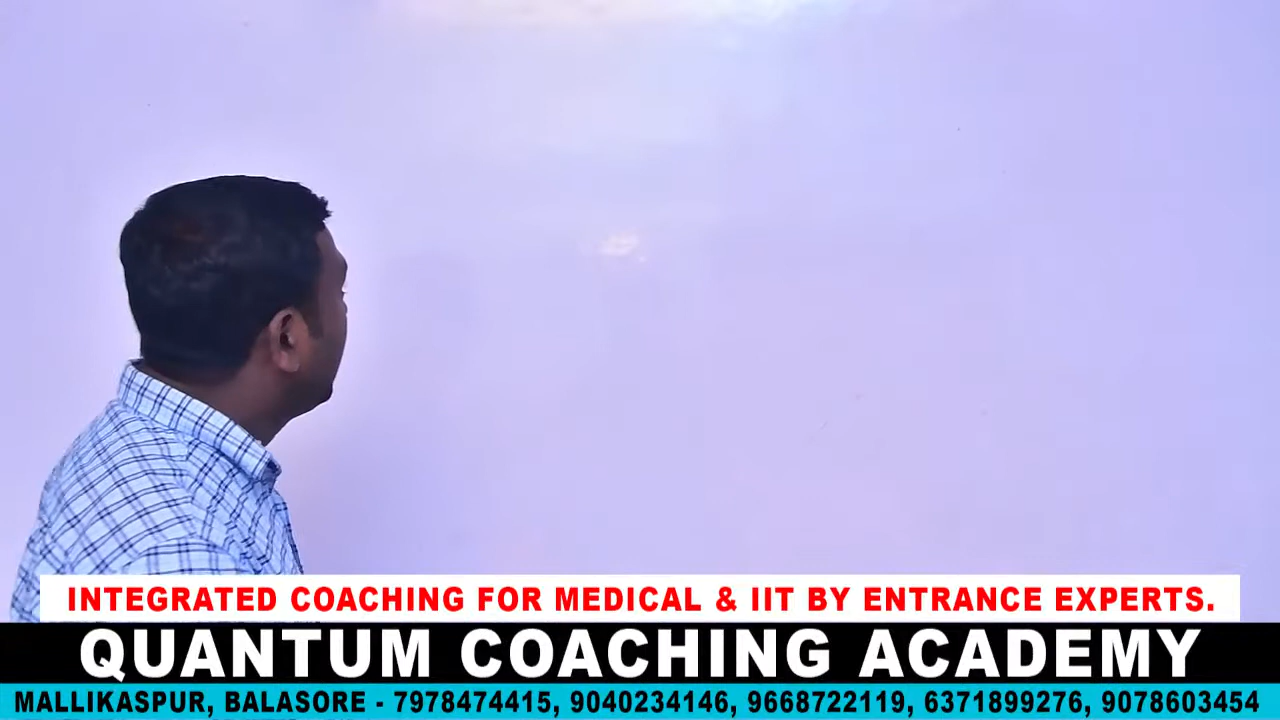 INTEGRATED COACHING FOR MEDICAL & IIT BY ENTRANCE EXPERTS.
QUANTUM COACHING ACADEMY
MALLIKASPUR, BALASORE - 7978474415, 9040234146, 9668722119, 6371899276, 9078603454